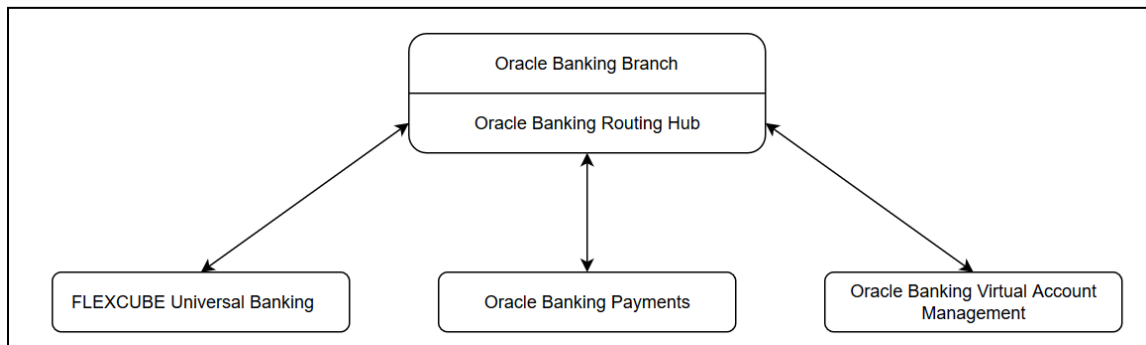 Oracle Banking Branch
Oracle Banking Routing Hub
FLEXCUBE Universal Banking
Oracle Banking Payments
Oracle Banking Virtual Account
Management